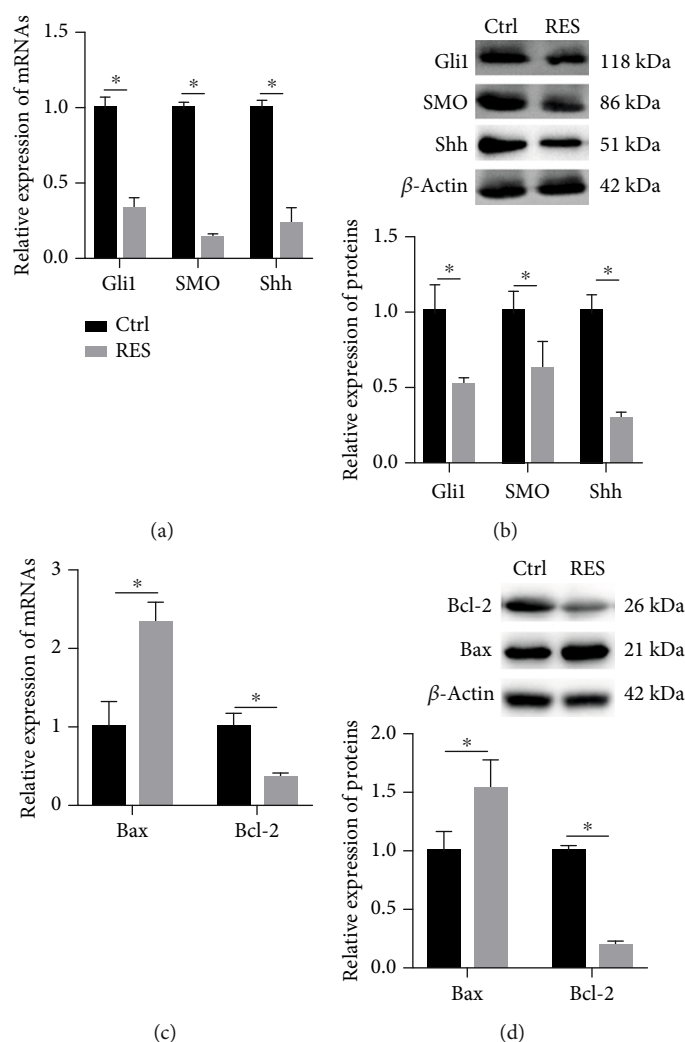 Relative expression of mRNAs
1.0
0.5
0.0
*
*
*
Gli1 SMO Shh
Ctrl
RES
(a)
Ctrl RES
Gli1 118 kDa
SMO 86 kDa
Shh 51 kDa
β-Actin 42 kDa
Relative expression of proteins
1.5
1.0
0.5
0.0
*
*
*
Gli1 SMO Shh
(b)
Relative expression of mRNAs
3
2
1
0
*
*
Bax Bcl-2
(c)
Ctrl RES
Bcl-2 26 kDa
Bax 21 kDa
β-Actin 42 kDa
Relative expression of proteins
2.0
1.5
1.0
0.5
0.0
*
*
Bax Bcl-2
(d)